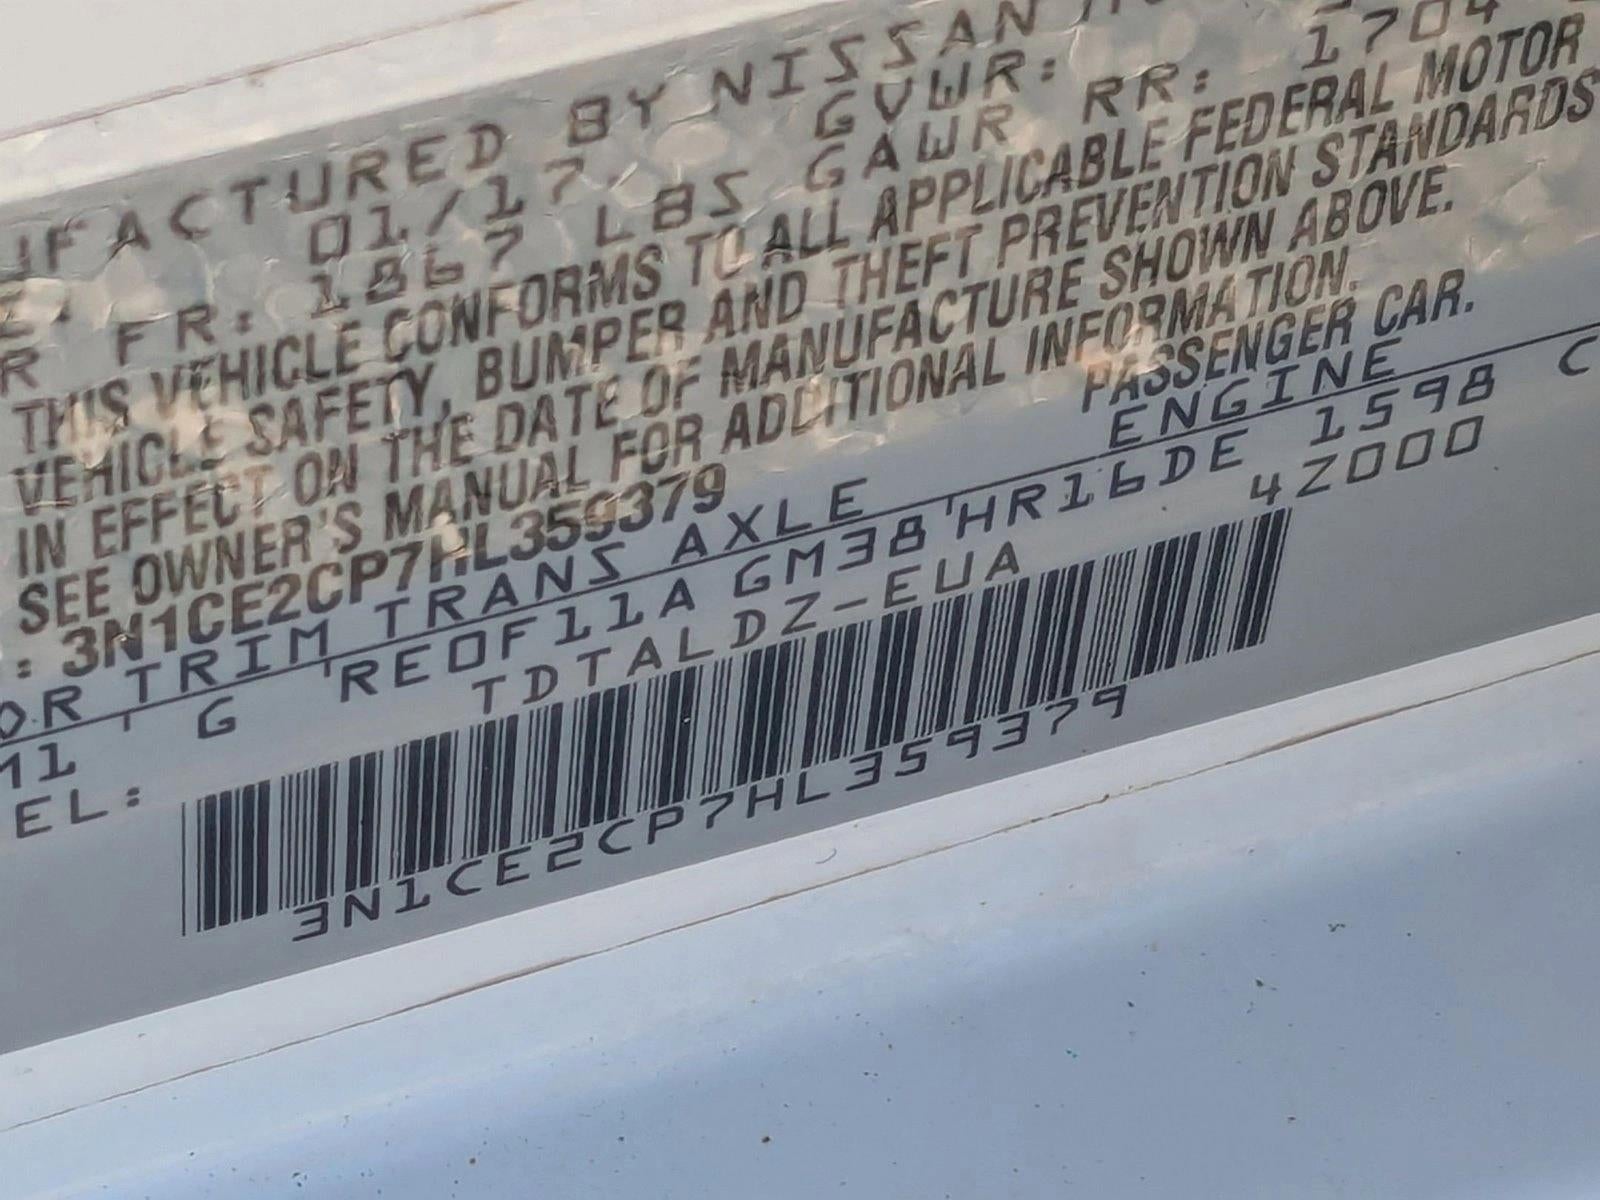 UFACTURED BY NISSAN
01/17 GVWR:
R FR: 1867 LBS GAWR RR: 1704
THIS VEHICLE CONFORMS TO ALL APPLICABLE FEDERAL MOTOR
VEHICLE SAFETY, BUMPER AND THEFT PREVENTION STANDARDS
IN EFFECT ON THE DATE OF MANUFACTURE SHOWN ABOVE.
SEE OWNER'S MANUAL FOR ADDITIONAL INFORMATION.
: 3N1CE2CP7HL359379 PASSENGER CAR.
OR TRIM TRANS AXLE ENGINE
M1 G RE0F11A GM38 HR16DE 1598 C
EL: TDTALDZ-EUA 4Z000
3N1CE2CP7HL359379